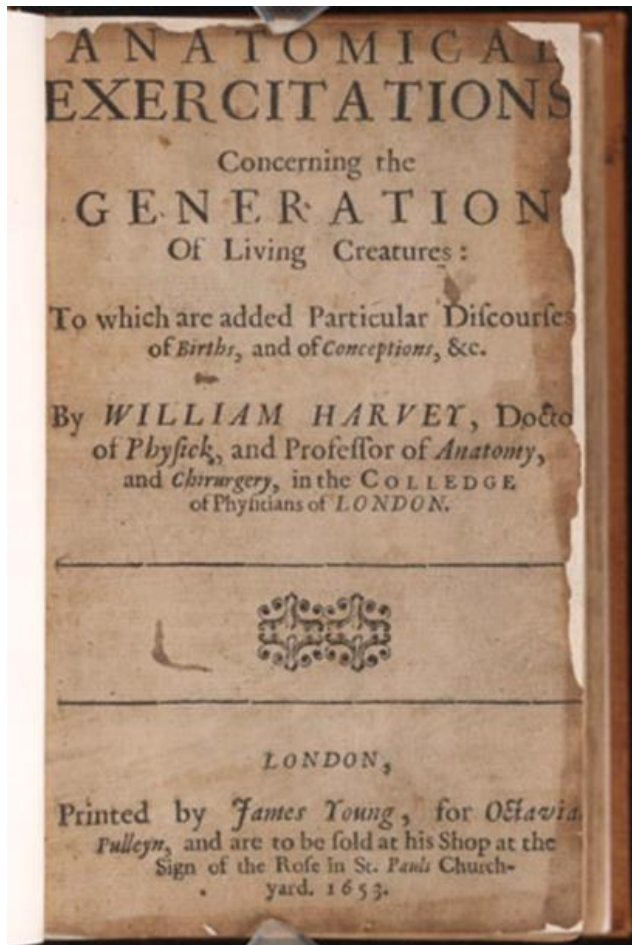 ANATOMICAL
EXERCITATIONS
Concerning the
GENERATION
Of Living Creatures:
To which are added Particular Diſcourſes
of Births, and of Conceptions, &c.
By WILLIAM HARVEY, Docto
of Phyſick, and Profeſſor of Anatomy,
and Chirurgery, in the COLLEDGE
of Phyſitians of LONDON.
LONDON,
Printed by James Young, for Octavia
Pulleyn, and are to be ſold at his Shop at the
Sign of the Roſe in St. Pauls Church-
yard. 1653.